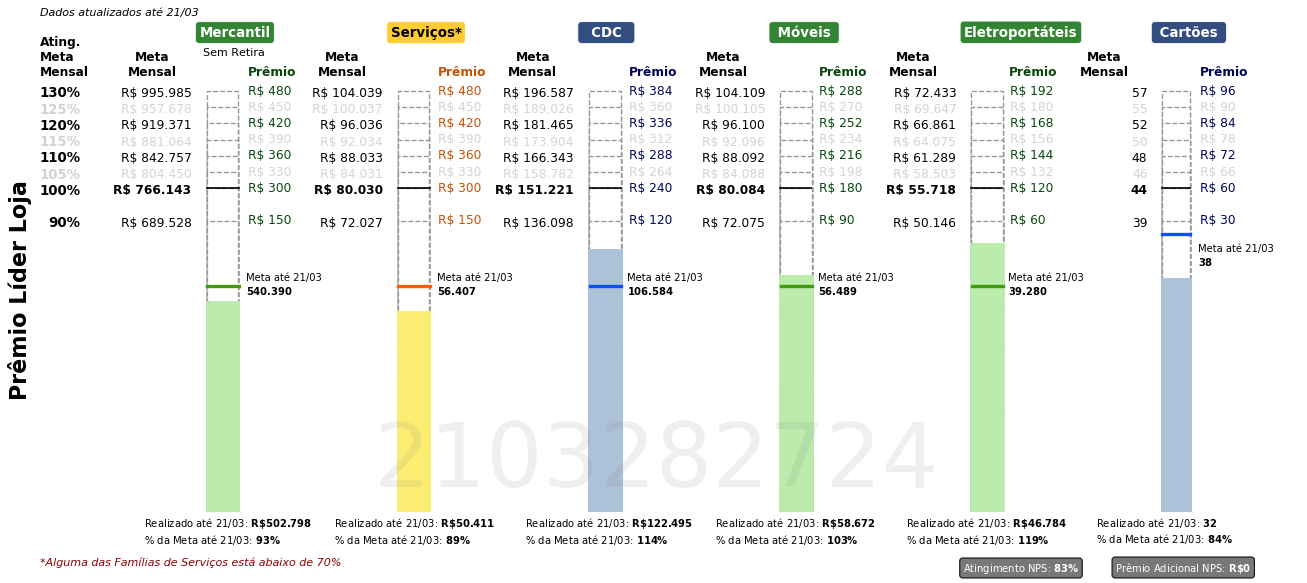 Dados atualizados até 21/03
Mercantil Serviços* CDC Móveis Eletroportáteis Cartões
Sem Retira
Ating. Meta Mensal Meta Mensal Prêmio Meta Mensal Prêmio Meta Mensal Prêmio Meta Mensal Prêmio Meta Mensal Prêmio Meta Mensal Prêmio
130% R$ 995.985 R$ 480 R$ 104.039 R$ 480 R$ 196.587 R$ 384 R$ 104.109 R$ 288 R$ 72.433 R$ 192 57 R$ 96
125% R$ 957.678 R$ 450 R$ 100.037 R$ 450 R$ 189.026 R$ 360 R$ 100.105 R$ 270 R$ 69.647 R$ 180 55 R$ 90
120% R$ 919.371 R$ 420 R$ 96.036 R$ 420 R$ 181.465 R$ 336 R$ 96.100 R$ 252 R$ 66.861 R$ 168 52 R$ 84
115% R$ 881.064 R$ 390 R$ 92.034 R$ 390 R$ 173.904 R$ 312 R$ 92.096 R$ 234 R$ 64.075 R$ 156 50 R$ 78
110% R$ 842.757 R$ 360 R$ 88.033 R$ 360 R$ 166.343 R$ 288 R$ 88.092 R$ 216 R$ 61.289 R$ 144 48 R$ 72
105% R$ 804.450 R$ 330 R$ 84.031 R$ 330 R$ 158.782 R$ 264 R$ 84.088 R$ 198 R$ 58.503 R$ 132 46 R$ 66
100% R$ 766.143 R$ 300 R$ 80.030 R$ 300 R$ 151.221 R$ 240 R$ 80.084 R$ 180 R$ 55.718 R$ 120 44 R$ 60
90% R$ 689.528 R$ 150 R$ 72.027 R$ 150 R$ 136.098 R$ 120 R$ 72.075 R$ 90 R$ 50.146 R$ 60 39 R$ 30
Meta até 21/03
38
Meta até 21/03 Meta até 21/03 Meta até 21/03 Meta até 21/03 Meta até 21/03
540.390 56.407 106.584 56.489 39.280
Prêmio Líder Loja
2103282724
Realizado até 21/03: R$502.798 Realizado até 21/03: R$50.411 Realizado até 21/03: R$122.495 Realizado até 21/03: R$58.672 Realizado até 21/03: R$46.784 Realizado até 21/03: 32
% da Meta até 21/03: 93% % da Meta até 21/03: 89% % da Meta até 21/03: 114% % da Meta até 21/03: 103% % da Meta até 21/03: 119% % da Meta até 21/03: 84%
*Alguma das Famílias de Serviços está abaixo de 70%
Atingimento NPS: 83% Prêmio Adicional NPS: R$0